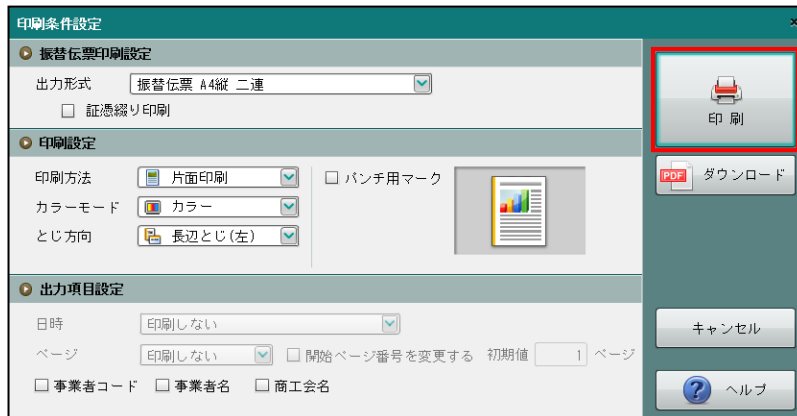 印刷条件設定 ×
振替伝票印刷設定
出力形式 振替伝票 A4縦 二連
証憑綴り印刷
印刷
印刷設定
印刷方法 片面印刷 パンチ用マーク
PDF ダウンロード
カラーモード カラー
とじ方向 長辺とじ(左)
出力項目設定
日時 印刷しない
キャンセル
ページ 印刷しない 開始ページ番号を変更する 初期値 1 ページ
事業者コード 事業者名 商工会名
? ヘルプ